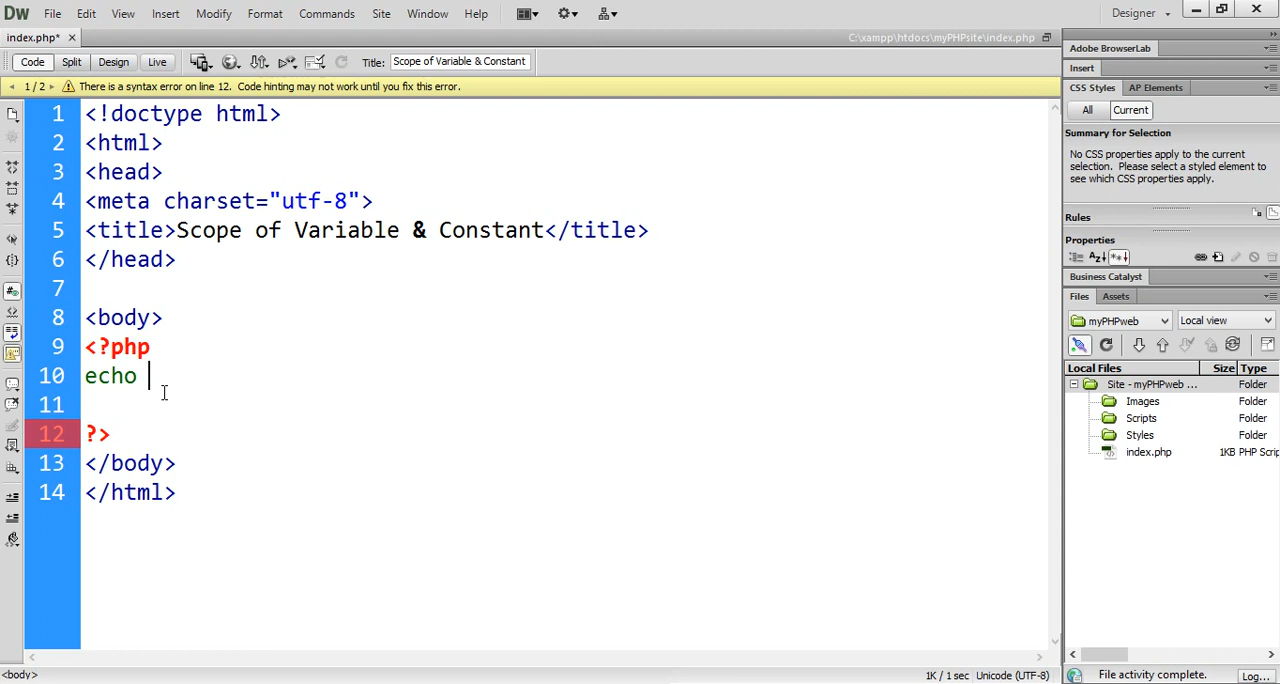 Dw File Edit View Insert Modify Format Commands Site Window Help Designer
index.php* C:\xampp\htdocs\myPHPsite\index.php
Code Split Design Live Title: Scope of Variable & Constant
1 / 2 There is a syntax error on line 12. Code hinting may not work until you fix this error.
1 <!doctype html>
2 <html>
3 <head>
4 <meta charset="utf-8">
5 <title>Scope of Variable & Constant</title>
6 </head>
7
8 <body>
9 <?php
10 echo
11
12 ?>
13 </body>
14 </html>
<body> 1K / 1 sec Unicode (UTF-8)
Adobe BrowserLab
Insert
CSS Styles AP Elements
All Current
Summary for Selection
No CSS properties apply to the current
selection. Please select a styled element to
see which CSS properties apply.
Rules
Properties
Business Catalyst
Files Assets
myPHPweb Local view
Local Files Size Type
Site - myPHPweb ... Folder
Images Folder
Scripts Folder
Styles Folder
index.php 1KB PHP Scrip
File activity complete. Log...